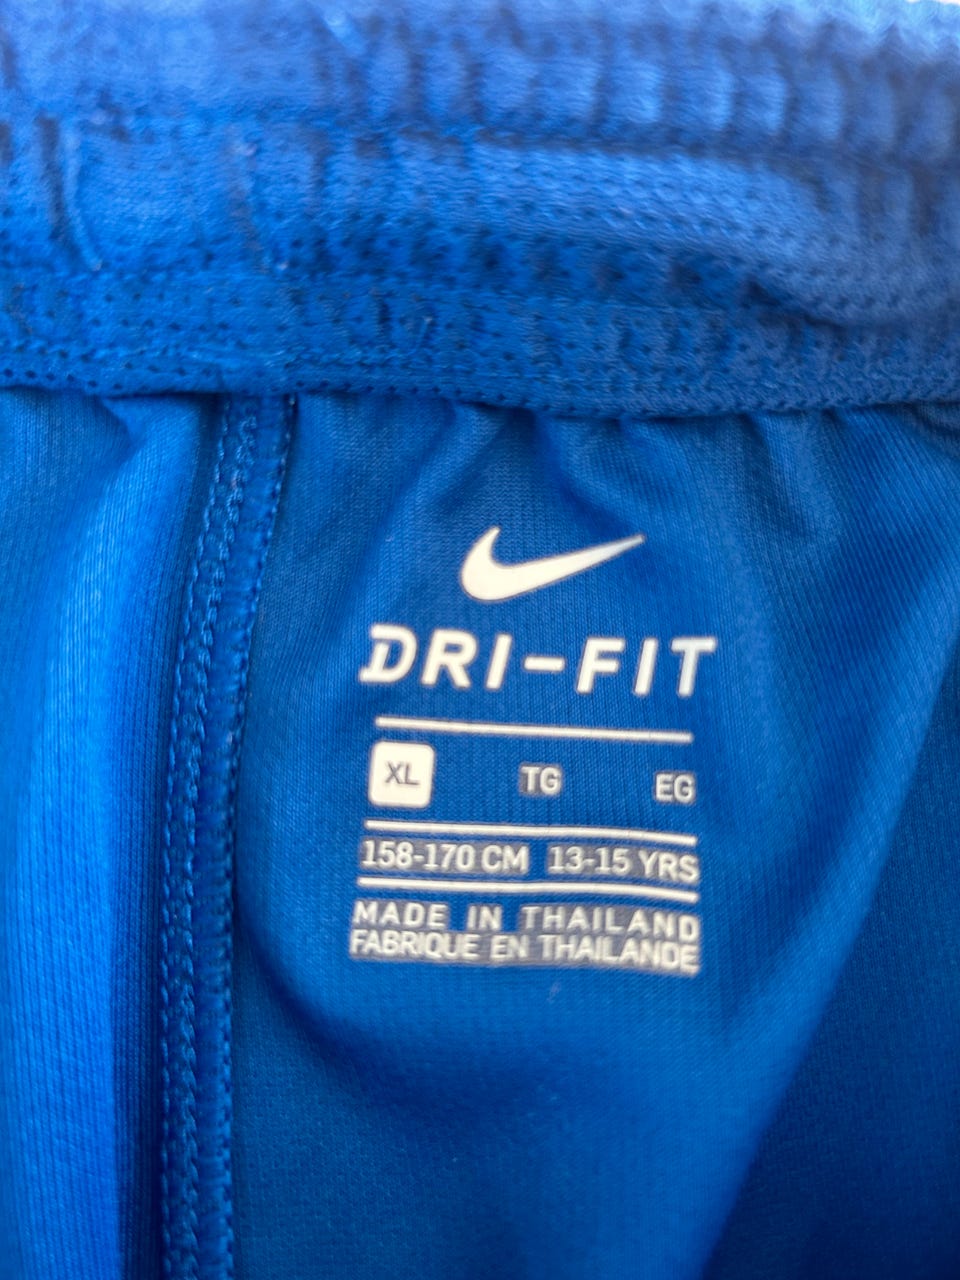 DRI-FIT
XL TG EG
158-170 CM 13-15 YRS
MADE IN THAILAND
FABRIQUE EN THAILANDE